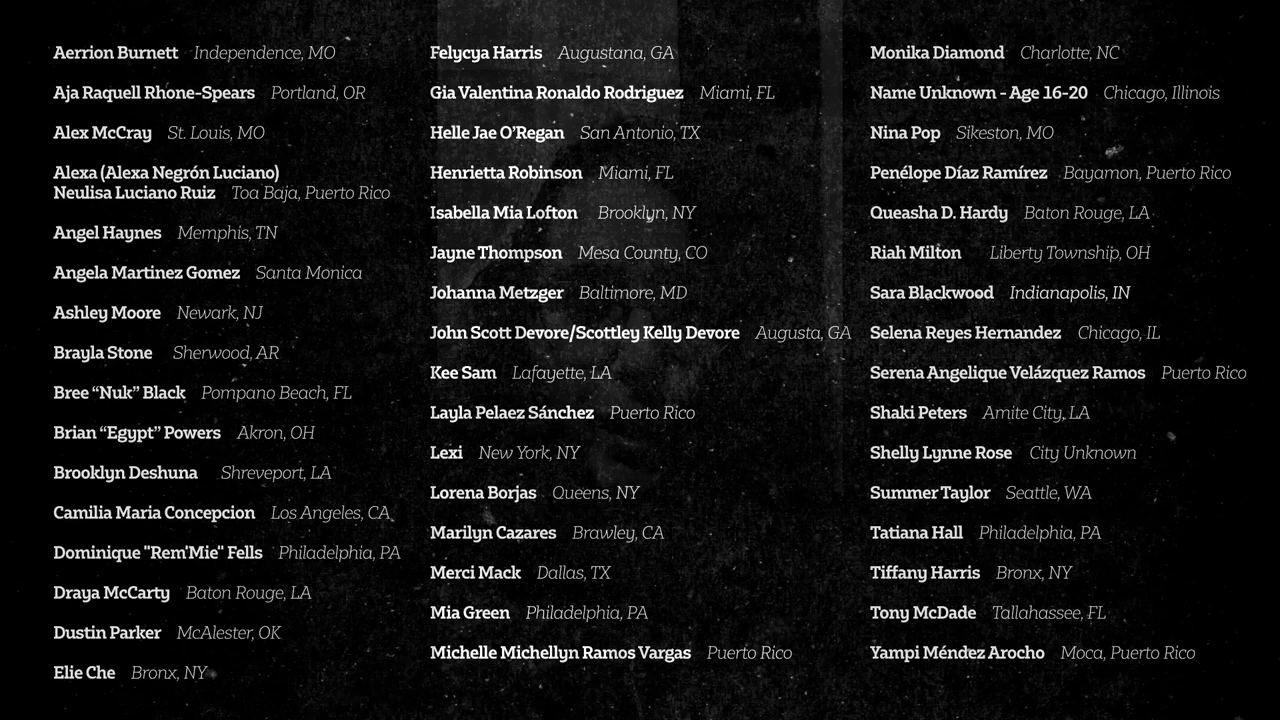 Aerrion Burnett Independence, MO
Aja Raquell Rhone-Spears Portland, OR
Alex McCray St. Louis, MO
Alexa (Alexa Negrón Luciano)
Neulisa Luciano Ruiz Toa Baja, Puerto Rico
Angel Haynes Memphis, TN
Angela Martinez Gomez Santa Monica
Ashley Moore Newark, NJ
Brayla Stone Sherwood, AR
Bree “Nuk” Black Pompano Beach, FL
Brian “Egypt” Powers Akron, OH
Brooklyn Deshuna Shreveport, LA
Camilia Maria Concepcion Los Angeles, CA
Dominique "Rem'Mie" Fells Philadelphia, PA
Draya McCarty Baton Rouge, LA
Dustin Parker McAlester, OK
Elie Che Bronx, NY
Felycya Harris Augustana, GA
Gia Valentina Ronaldo Rodriguez Miami, FL
Helle Jae O’Regan San Antonio, TX
Henrietta Robinson Miami, FL
Isabella Mia Lofton Brooklyn, NY
Jayne Thompson Mesa County, CO
Johanna Metzger Baltimore, MD
John Scott Devore/Scottley Kelly Devore Augusta, GA
Kee Sam Lafayette, LA
Layla Pelaez Sánchez Puerto Rico
Lexi New York, NY
Lorena Borjas Queens, NY
Marilyn Cazares Brawley, CA
Merci Mack Dallas, TX
Mia Green Philadelphia, PA
Michelle Michellyn Ramos Vargas Puerto Rico
Monika Diamond Charlotte, NC
Name Unknown - Age 16-20 Chicago, Illinois
Nina Pop Sikeston, MO
Penélope Díaz Ramírez Bayamon, Puerto Rico
Queasha D. Hardy Baton Rouge, LA
Riah Milton Liberty Township, OH
Sara Blackwood Indianapolis, IN
Selena Reyes Hernandez Chicago, IL
Serena Angelique Velázquez Ramos Puerto Rico
Shaki Peters Amite City, LA
Shelly Lynne Rose City Unknown
Summer Taylor Seattle, WA
Tatiana Hall Philadelphia, PA
Tiffany Harris Bronx, NY
Tony McDade Tallahassee, FL
Yampi Méndez Arocho Moca, Puerto Rico